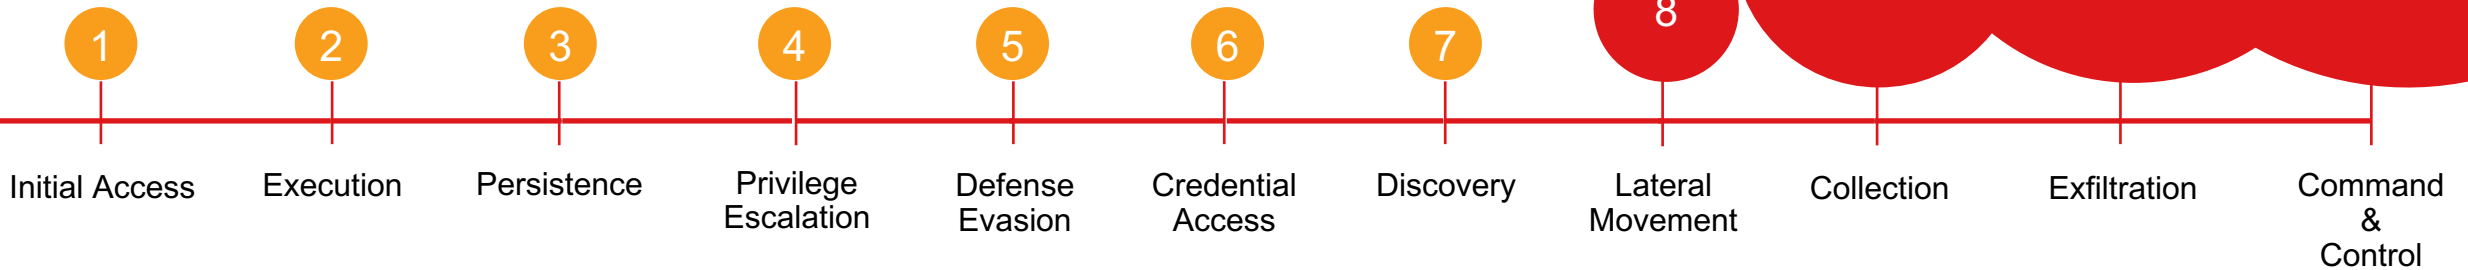 1
2
3
4
5
6
7
8
Initial Access
Execution
Persistence
Privilege
Escalation
Defense
Evasion
Credential
Access
Discovery
Lateral
Movement
Collection
Exfiltration
Command
&
Control